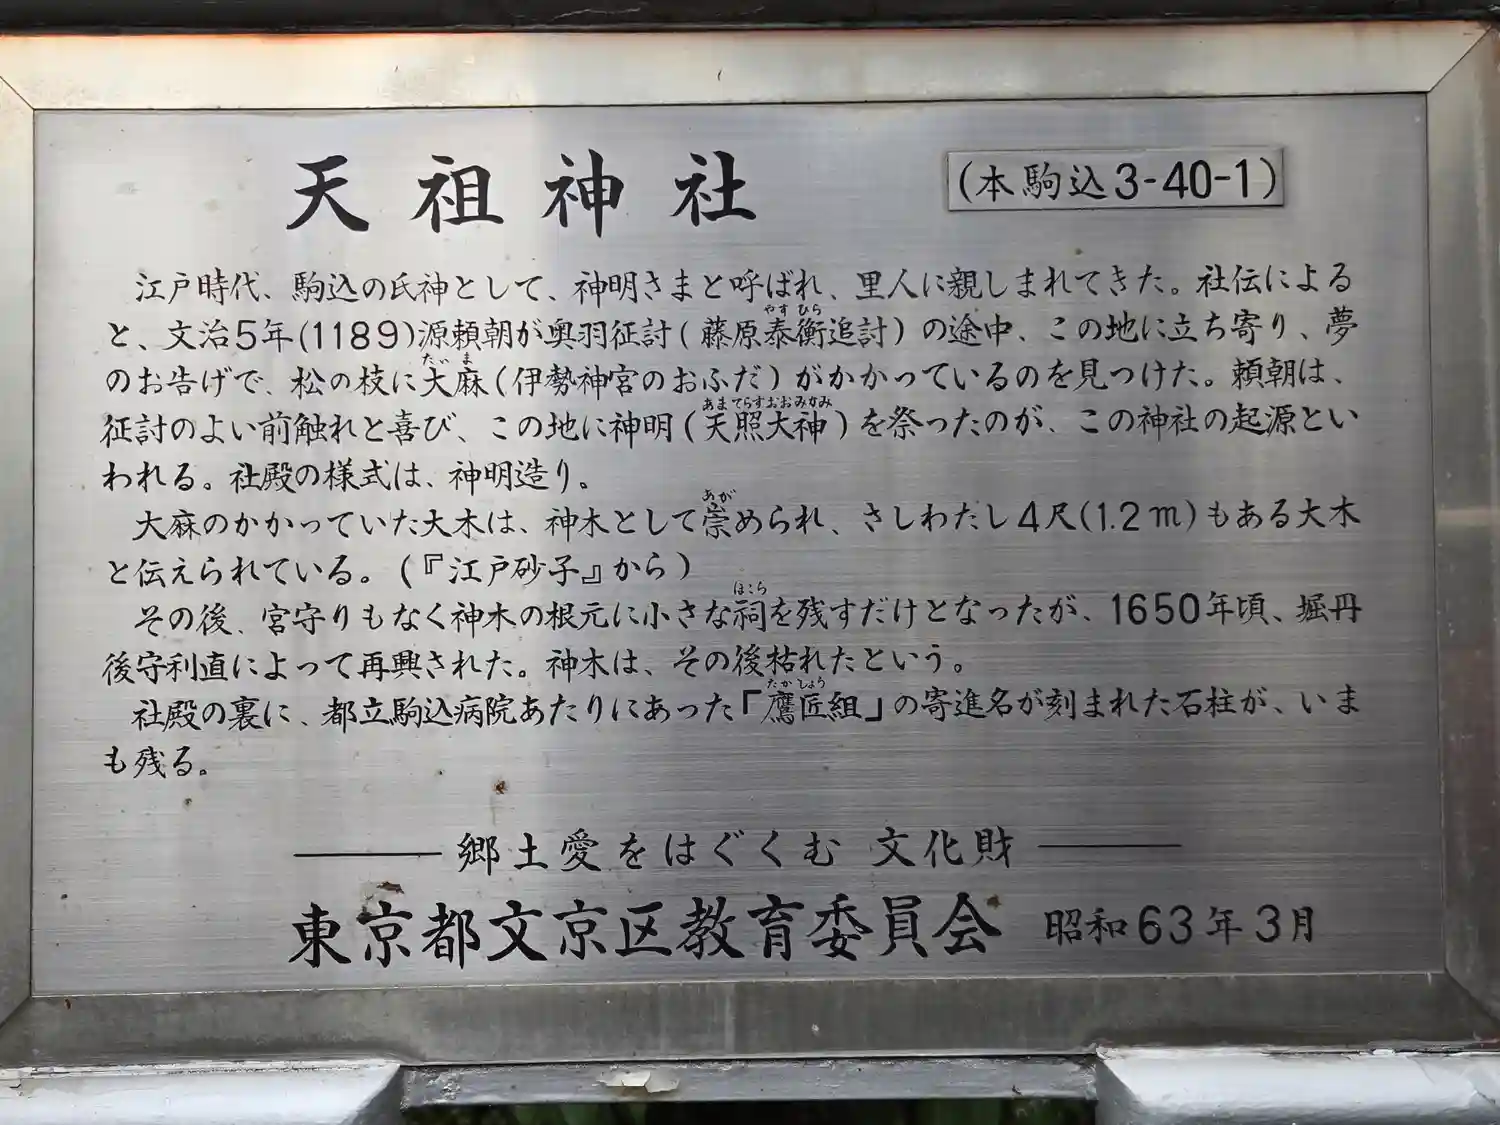 天祖神社
(本駒込3-40-1)
江戸時代、駒込の氏神として、神明さまと呼ばれ、里人に親しまれてきた。社伝による
と、文治5年(1189)源頼朝が奥羽征討(藤原泰衡追討)の途中、この地に立ち寄り、夢
のお告げで、松の枝に大麻(伊勢神宮のおふだ)がかかっているのを見つけた。頼朝は、
征討のよい前触れと喜び、この地に神明(天照大神)を祭ったのが、この神社の起源とい
われる。社殿の様式は、神明造り。
大麻のかかっていた大木は、神木として崇められ、さしわたし4尺(1.2m)もある大木
と伝えられている。(『江戸砂子』から)
その後、宮守りもなく神木の根元に小さな祠を残すだけとなったが、1650年頃、堀丹
後守利直によって再興された。神木は、その後枯れたという。
社殿の裏に、都立駒込病院あたりにあった「鷹匠組」の寄進名が刻まれた石柱が、いま
も残る。
郷土愛をはぐくむ 文化財
東京都文京区教育委員会 昭和63年3月